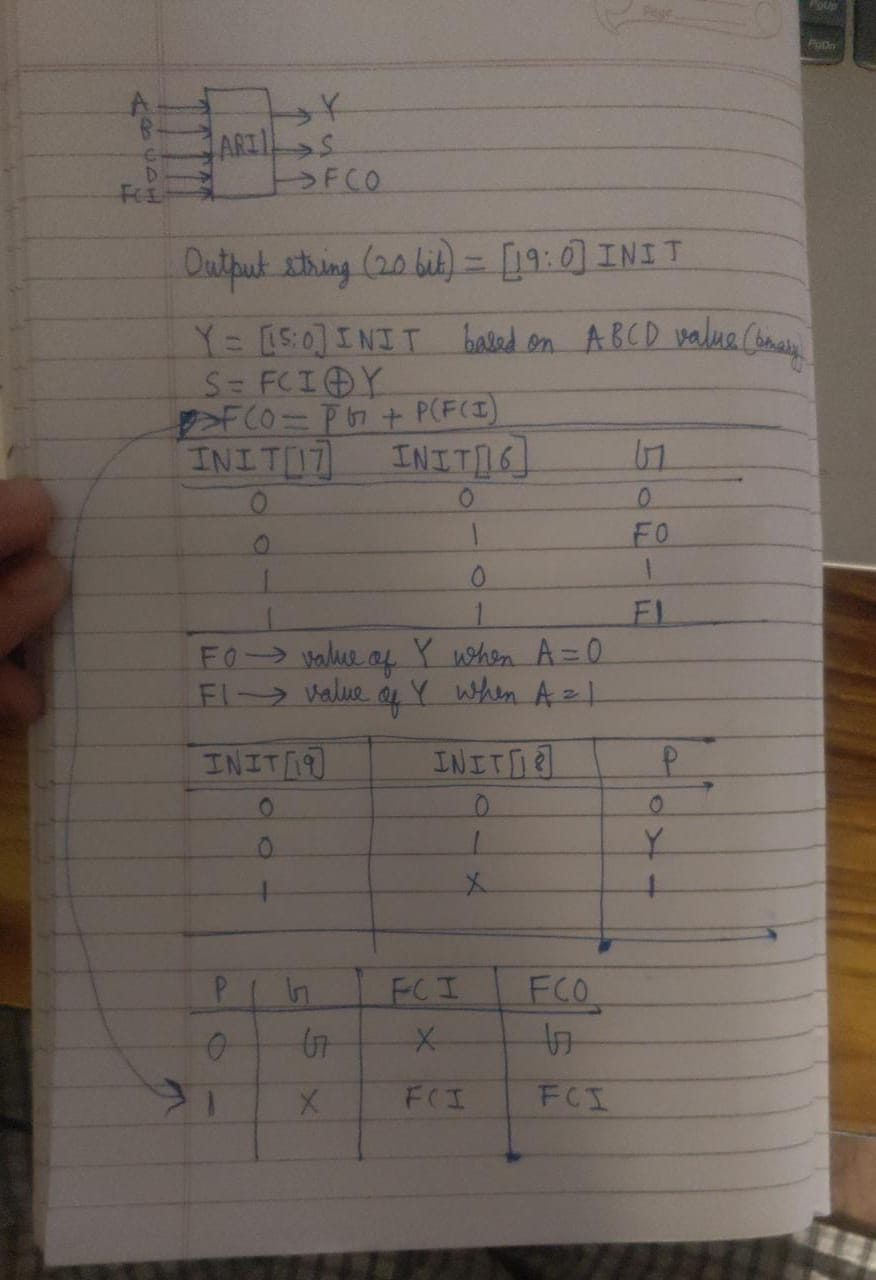 Page
PgUp
PgDn
A
B
C
D
FCI
ARI1
Y
S
FCO
Output string (20 bit) = [19:0] INIT
Y = [15:0] INIT based on ABCD value (binary)
S = FCI ⊕ Y
FCO = P̅G + P(FCI)
INIT[17] INIT[16] G
0 0 0
0 1 F0
1 0 1
1 1 F1
F0 → value of Y when A = 0
F1 → value of Y when A = 1
INIT[19] INIT[18] P
0 0 0
0 1 Y
1 X 1
P G FCI FCO
0 G X G
1 X FCI FCI